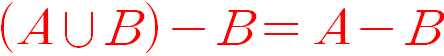 (A ∪ B) − B = A − B